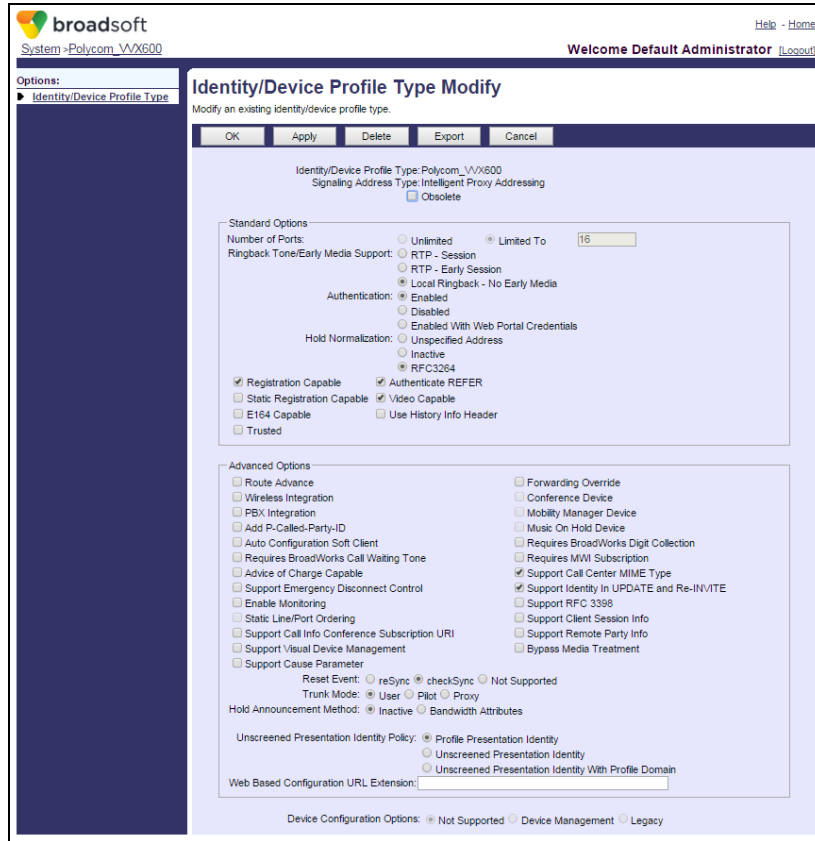 broadsoft
Help - Home
System >Polycom_VVX600
Welcome Default Administrator [Logout]
Options:
Identity/Device Profile Type
Identity/Device Profile Type Modify
Modify an existing identity/device profile type.
OK Apply Delete Export Cancel
Identity/Device Profile Type: Polycom_VVX600
Signaling Address Type: Intelligent Proxy Addressing
Obsolete
Standard Options
Number of Ports: Unlimited Limited To 16
Ringback Tone/Early Media Support: RTP - Session
RTP - Early Session
Local Ringback - No Early Media
Authentication: Enabled
Disabled
Enabled With Web Portal Credentials
Hold Normalization: Unspecified Address
Inactive
RFC3264
Registration Capable Authenticate REFER
Static Registration Capable Video Capable
E164 Capable Use History Info Header
Trusted
Advanced Options
Route Advance Forwarding Override
Wireless Integration Conference Device
PBX Integration Mobility Manager Device
Add P-Called-Party-ID Music On Hold Device
Auto Configuration Soft Client Requires BroadWorks Digit Collection
Requires BroadWorks Call Waiting Tone Requires MWI Subscription
Advice of Charge Capable Support Call Center MIME Type
Support Emergency Disconnect Control Support Identity In UPDATE and Re-INVITE
Enable Monitoring Support RFC 3398
Static Line/Port Ordering Support Client Session Info
Support Call Info Conference Subscription URI Support Remote Party Info
Support Visual Device Management Bypass Media Treatment
Support Cause Parameter
Reset Event: reSync checkSync Not Supported
Trunk Mode: User Pilot Proxy
Hold Announcement Method: Inactive Bandwidth Attributes
Unscreened Presentation Identity Policy: Profile Presentation Identity
Unscreened Presentation Identity
Unscreened Presentation Identity With Profile Domain
Web Based Configuration URL Extension:
Device Configuration Options: Not Supported Device Management Legacy